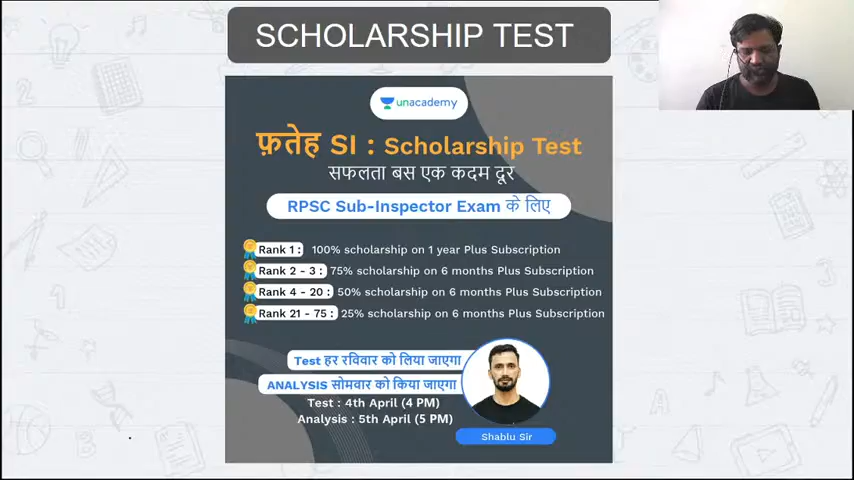 SCHOLARSHIP TEST
unacademy
फ़तेह SI : Scholarship Test
सफलता बस एक कदम दूर
RPSC Sub-Inspector Exam के लिए
Rank 1 : 100% scholarship on 1 year Plus Subscription
Rank 2 - 3 : 75% scholarship on 6 months Plus Subscription
Rank 4 - 20 : 50% scholarship on 6 months Plus Subscription
Rank 21 - 75 : 25% scholarship on 6 months Plus Subscription
Test हर रविवार को लिया जाएगा
ANALYSIS सोमवार को किया जाएगा
Test : 4th April (4 PM)
Analysis : 5th April (5 PM)
Shablu Sir